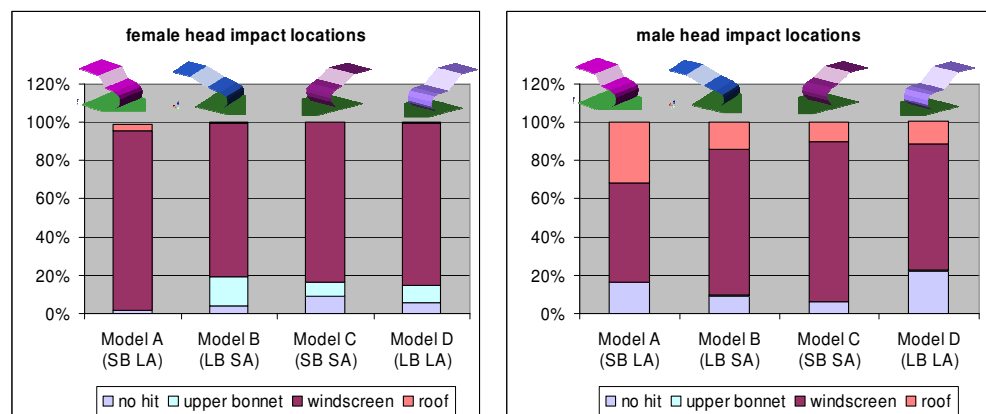 female head impact locations
120%
100%
80%
60%
40%
20%
0%
Model A Model B Model C Model D
(SB LA) (LB SA) (SB SA) (LB LA)
no hit upper bonnet windscreen roof
male head impact locations
120%
100%
80%
60%
40%
20%
0%
Model A Model B Model C Model D
(SB LA) (LB SA) (SB SA) (LB LA)
no hit upper bonnet windscreen roof